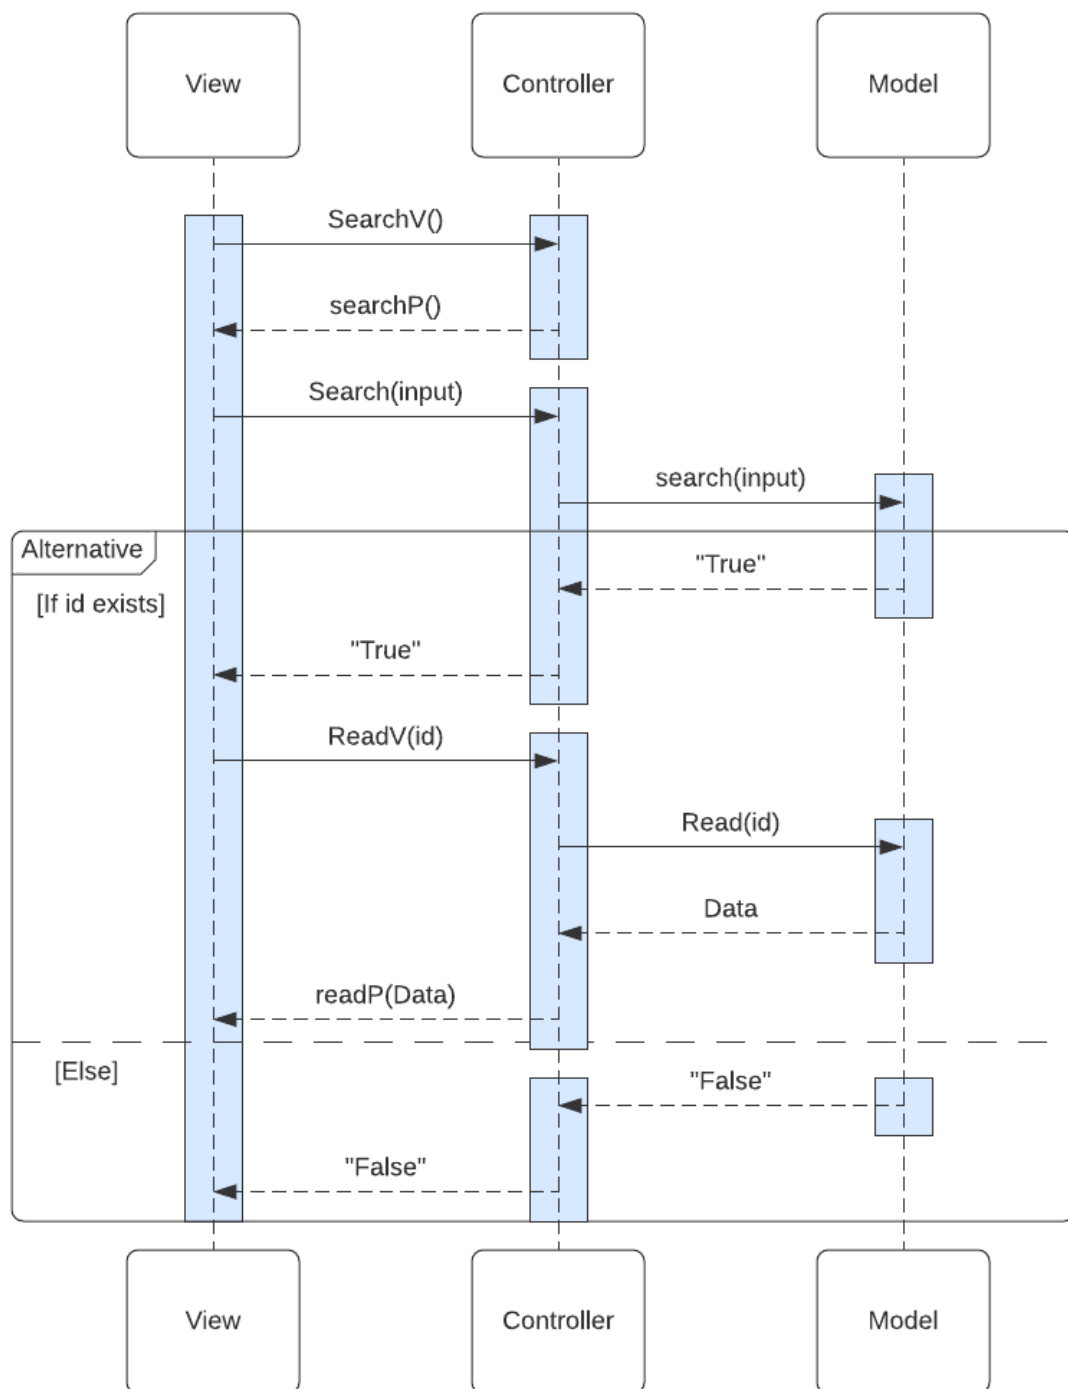 View
Controller
Model
SearchV()
searchP()
Search(input)
search(input)
Alternative
"True"
[If id exists]
"True"
ReadV(id)
Read(id)
Data
readP(Data)
[Else]
"False"
"False"
View
Controller
Model